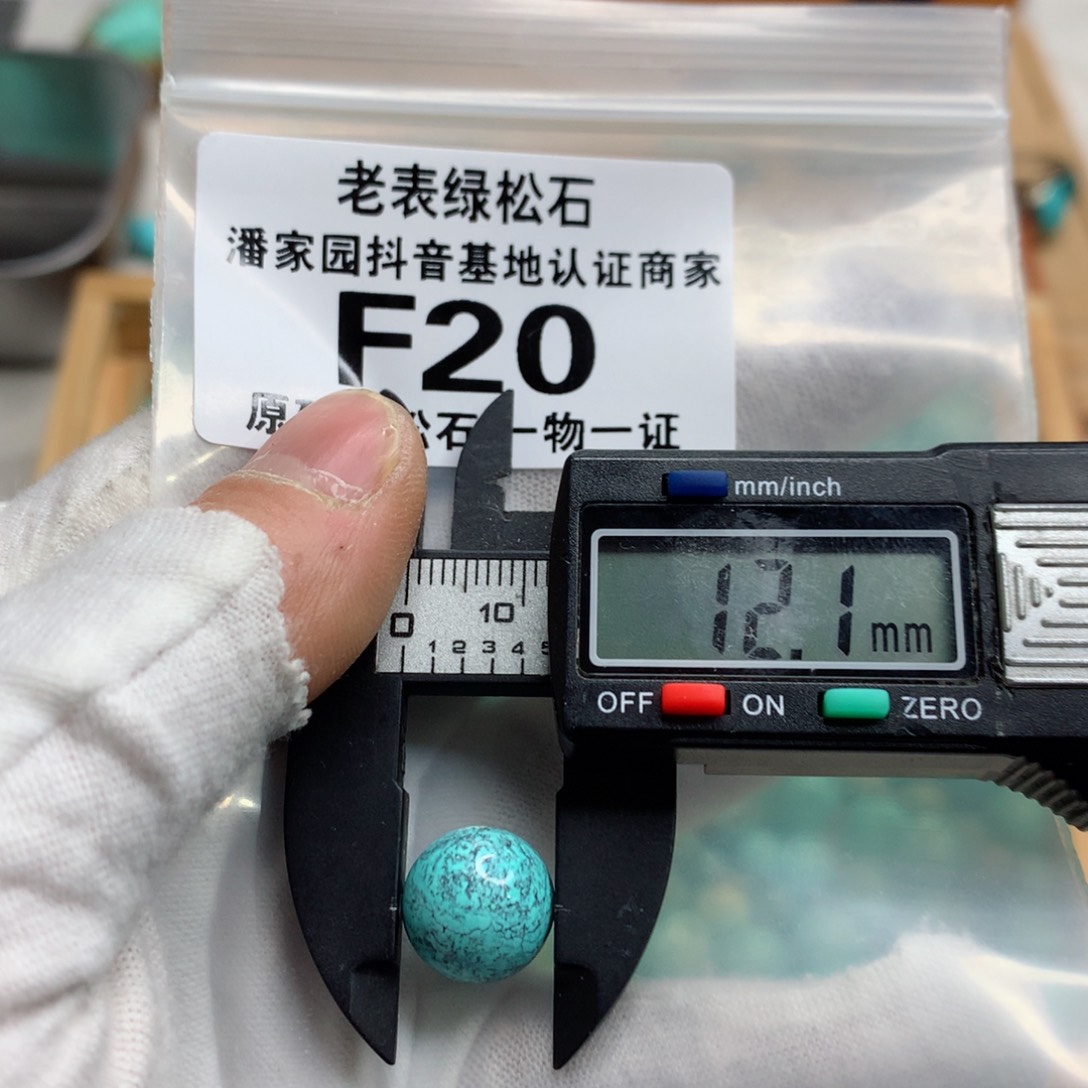 老表绿松石
潘家园抖音基地认证商家
F20
原 松石一物一证
mm/inch
12.1 mm
0 10
1 2 3 4 5
OFF ON ZERO